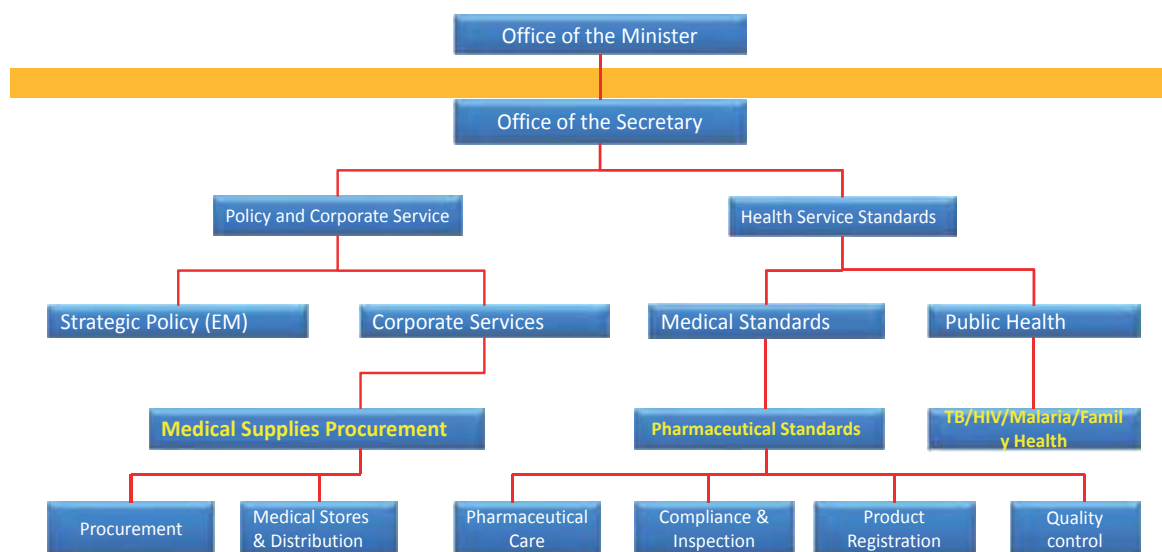 Office of the Minister
Office of the Secretary
Policy and Corporate Service
Health Service Standards
Strategic Policy (EM)
Corporate Services
Medical Standards
Public Health
Medical Supplies Procurement
Pharmaceutical Standards
TB/HIV/Malaria/Famil
y Health
Procurement
Medical Stores
& Distribution
Pharmaceutical
Care
Compliance &
Inspection
Product
Registration
Quality
control